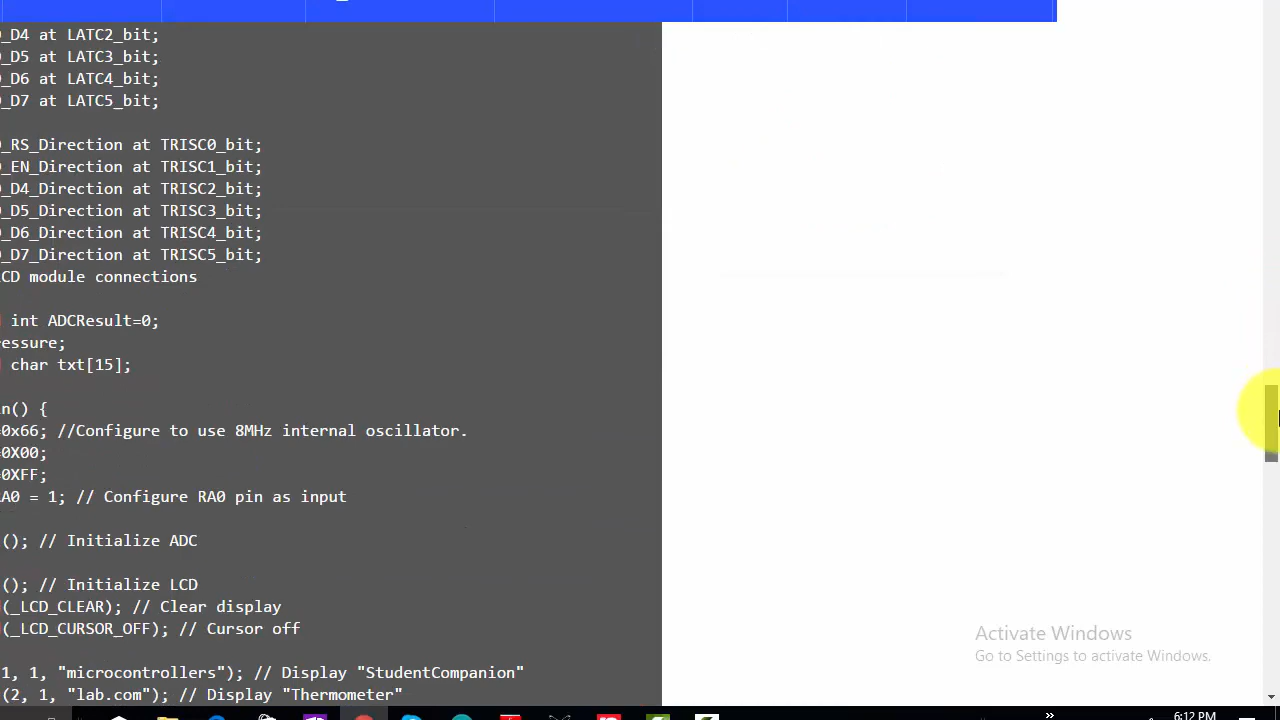 _D4 at LATC2_bit;
_D5 at LATC3_bit;
_D6 at LATC4_bit;
_D7 at LATC5_bit;
_RS_Direction at TRISC0_bit;
_EN_Direction at TRISC1_bit;
_D4_Direction at TRISC2_bit;
_D5_Direction at TRISC3_bit;
_D6_Direction at TRISC4_bit;
_D7_Direction at TRISC5_bit;
CD module connections
int ADCResult=0;
ressure;
char txt[15];
n() {
=0x66; //Configure to use 8MHz internal oscillator.
=0X00;
=0XFF;
A0 = 1; // Configure RA0 pin as input
(); // Initialize ADC
(); // Initialize LCD
(_LCD_CLEAR); // Clear display
(_LCD_CURSOR_OFF); // Cursor off
1, 1, "microcontrollers"); // Display "StudentCompanion"
(2, 1, "lab.com"); // Display "Thermometer"
Activate Windows
Go to Settings to activate Windows.
6:12 PM